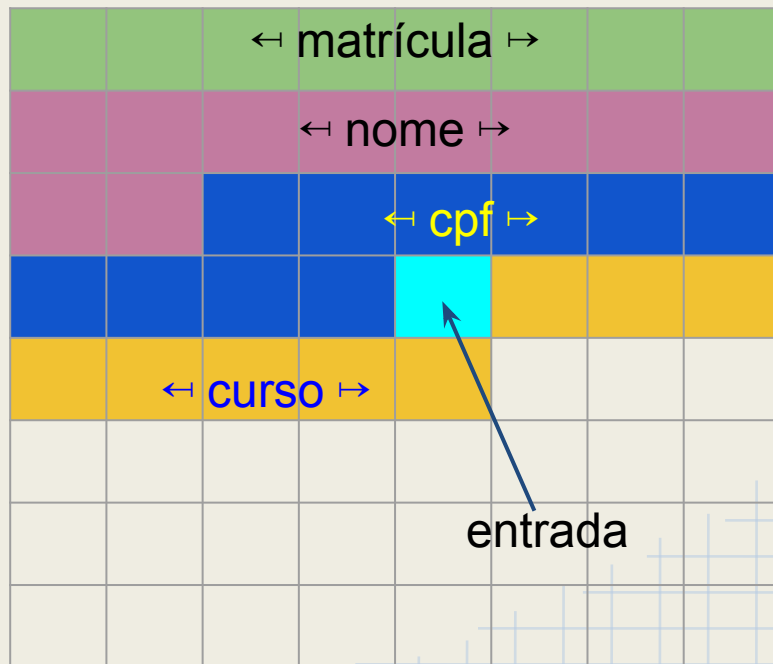 ↤ matrícula ↦
↤ nome ↦
↤ cpf ↦
↤ curso ↦
entrada